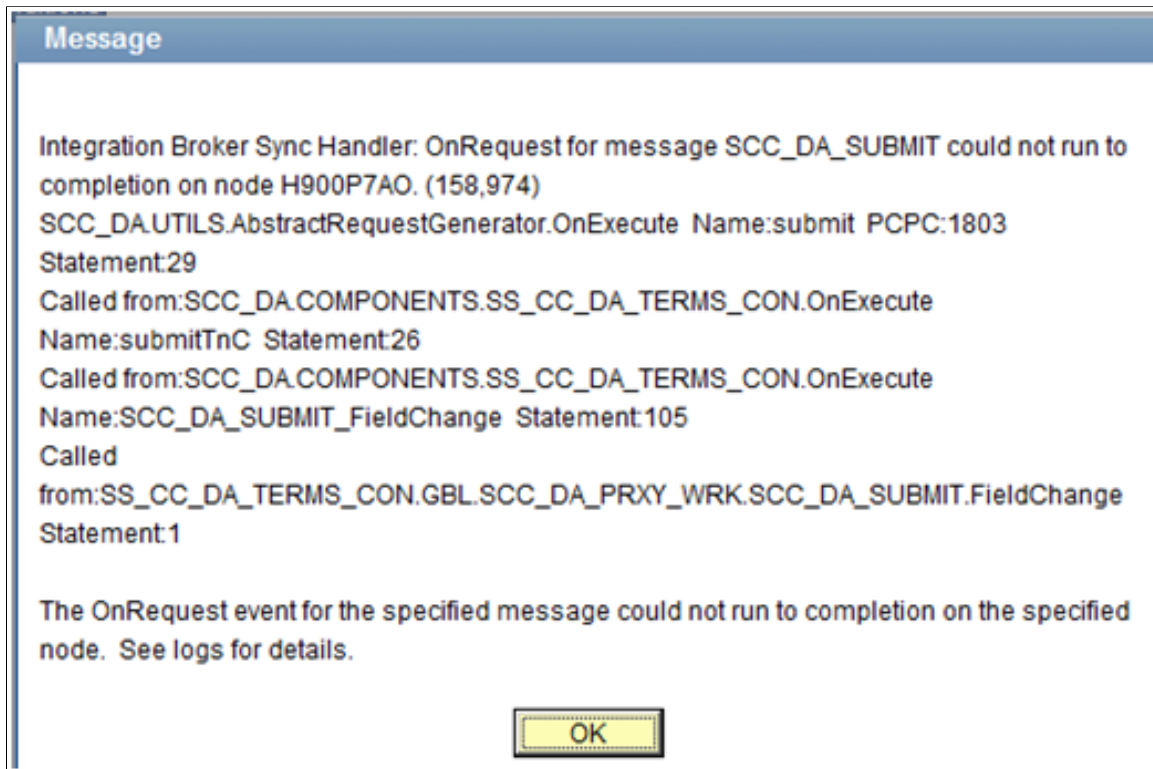 Message
Integration Broker Sync Handler: OnRequest for message SCC_DA_SUBMIT could not run to
completion on node H900P7AO. (158,974)
SCC_DA.UTILS.AbstractRequestGenerator.OnExecute  Name:submit  PCPC:1803
Statement:29
Called from:SCC_DA.COMPONENTS.SS_CC_DA_TERMS_CON.OnExecute
Name:submitTnC  Statement:26
Called from:SCC_DA.COMPONENTS.SS_CC_DA_TERMS_CON.OnExecute
Name:SCC_DA_SUBMIT_FieldChange  Statement:105
Called
from:SS_CC_DA_TERMS_CON.GBL.SCC_DA_PRXY_WRK.SCC_DA_SUBMIT.FieldChange
Statement:1
The OnRequest event for the specified message could not run to completion on the specified
node.  See logs for details.
OK